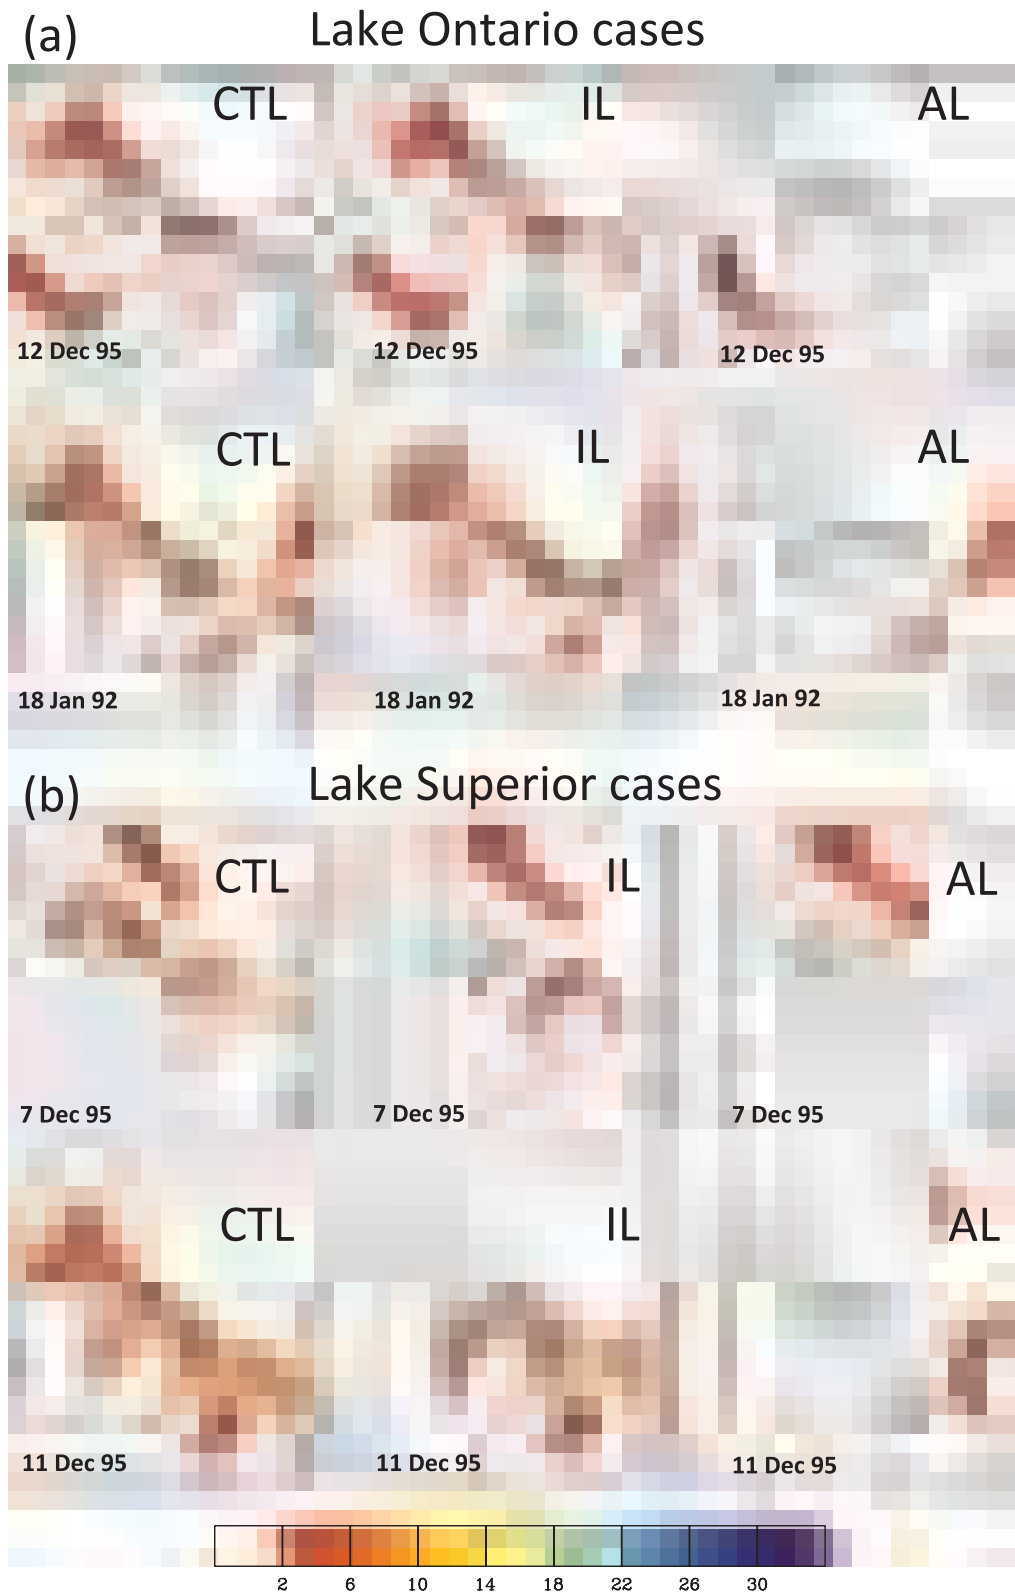 (a) Lake Ontario cases
CTL IL AL
12 Dec 95 12 Dec 95 12 Dec 95
CTL IL AL
18 Jan 92 18 Jan 92 18 Jan 92
(b) Lake Superior cases
CTL IL AL
7 Dec 95 7 Dec 95 7 Dec 95
CTL IL AL
11 Dec 95 11 Dec 95 11 Dec 95
2 6 10 14 18 22 26 30